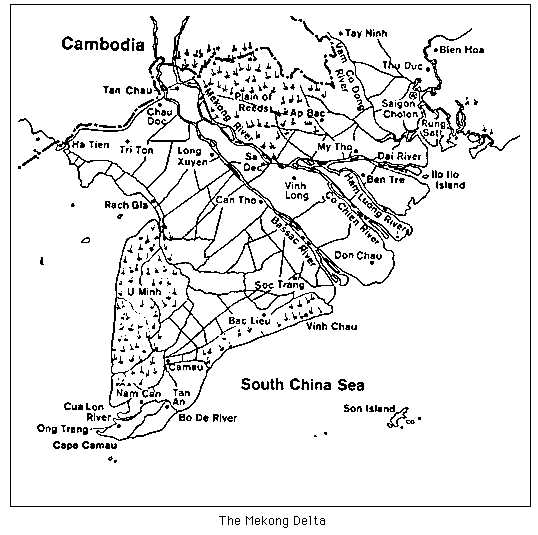 Cambodia
Tay Ninh
Bien Hoa
Thu Duc
Vam Co Dong
River
Tan Chau
Mekong River
Plain of
Reeds
Ap Bac
Saigon
Cholon
Chau
Doc
Rung
Sat
Ha Tien
Tri Ton
Long
Xuyen
Sa
Dec
My Tho
Dai River
Ben Tre
Ilo Ilo
Island
Vinh
Long
Ham Luong River
Rach Gia
Can Tho
Co Chien River
Bassac River
Don Chau
Soc Trang
U Minh
Bac Lieu
Vinh Chau
Camau
South China Sea
Nam Can
Tan
An
Cua Lon
River
Bo De River
Son Island
Ong Trang
Cape Camau
The Mekong Delta